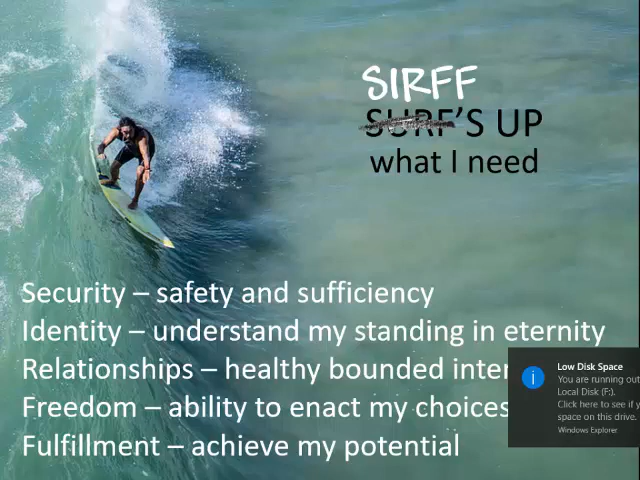 SIRFF
SURF'S UP
what I need
Security – safety and sufficiency
Identity – understand my standing in eternity
Relationships – healthy bounded
Freedom – ability to enact my choices
Fulfillment – achieve my potential
Low Disk Space
You are running out
Local Disk (F:).
Click here to see if
space on this drive.
Windows Explorer